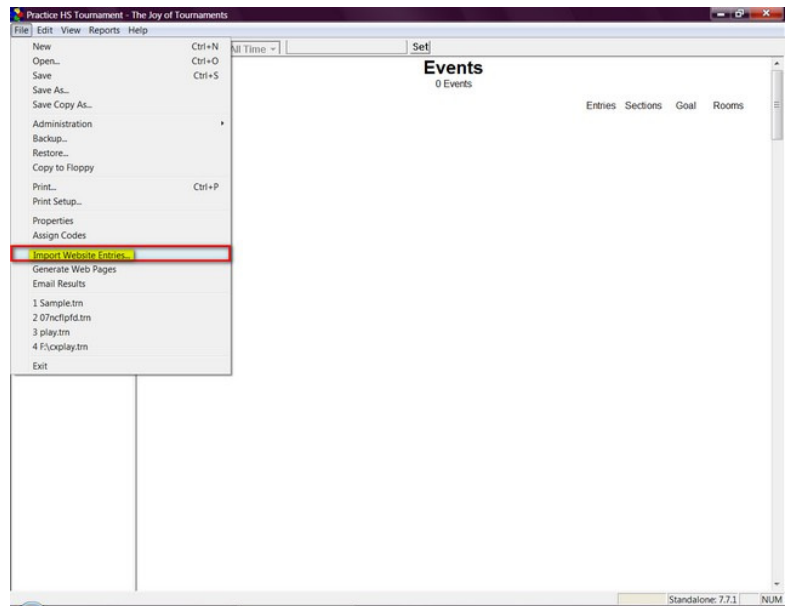 Practice HS Tournament - The Joy of Tournaments
File Edit View Reports Help
New Ctrl+N
Open... Ctrl+O
Save Ctrl+S
Save As...
Save Copy As...
Administration
Backup...
Restore...
Copy to Floppy
Print... Ctrl+P
Print Setup...
Properties
Assign Codes
Import Website Entries...
Generate Web Pages
Email Results
1 Sample.trn
2 07ncflpfd.trn
3 play.trn
4 F:\cxplay.trn
Exit
All Time Set
Events
0 Events
Entries Sections Goal Rooms
Standalone: 7.7.1 NUM